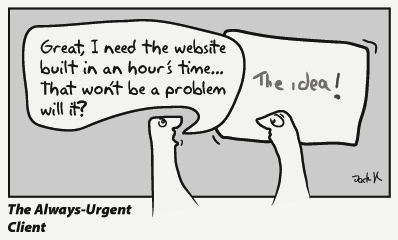 Great, I need the website
built in an hour's time...
That won't be a problem
will it?
The idea!
Jack K
The Always-Urgent
Client